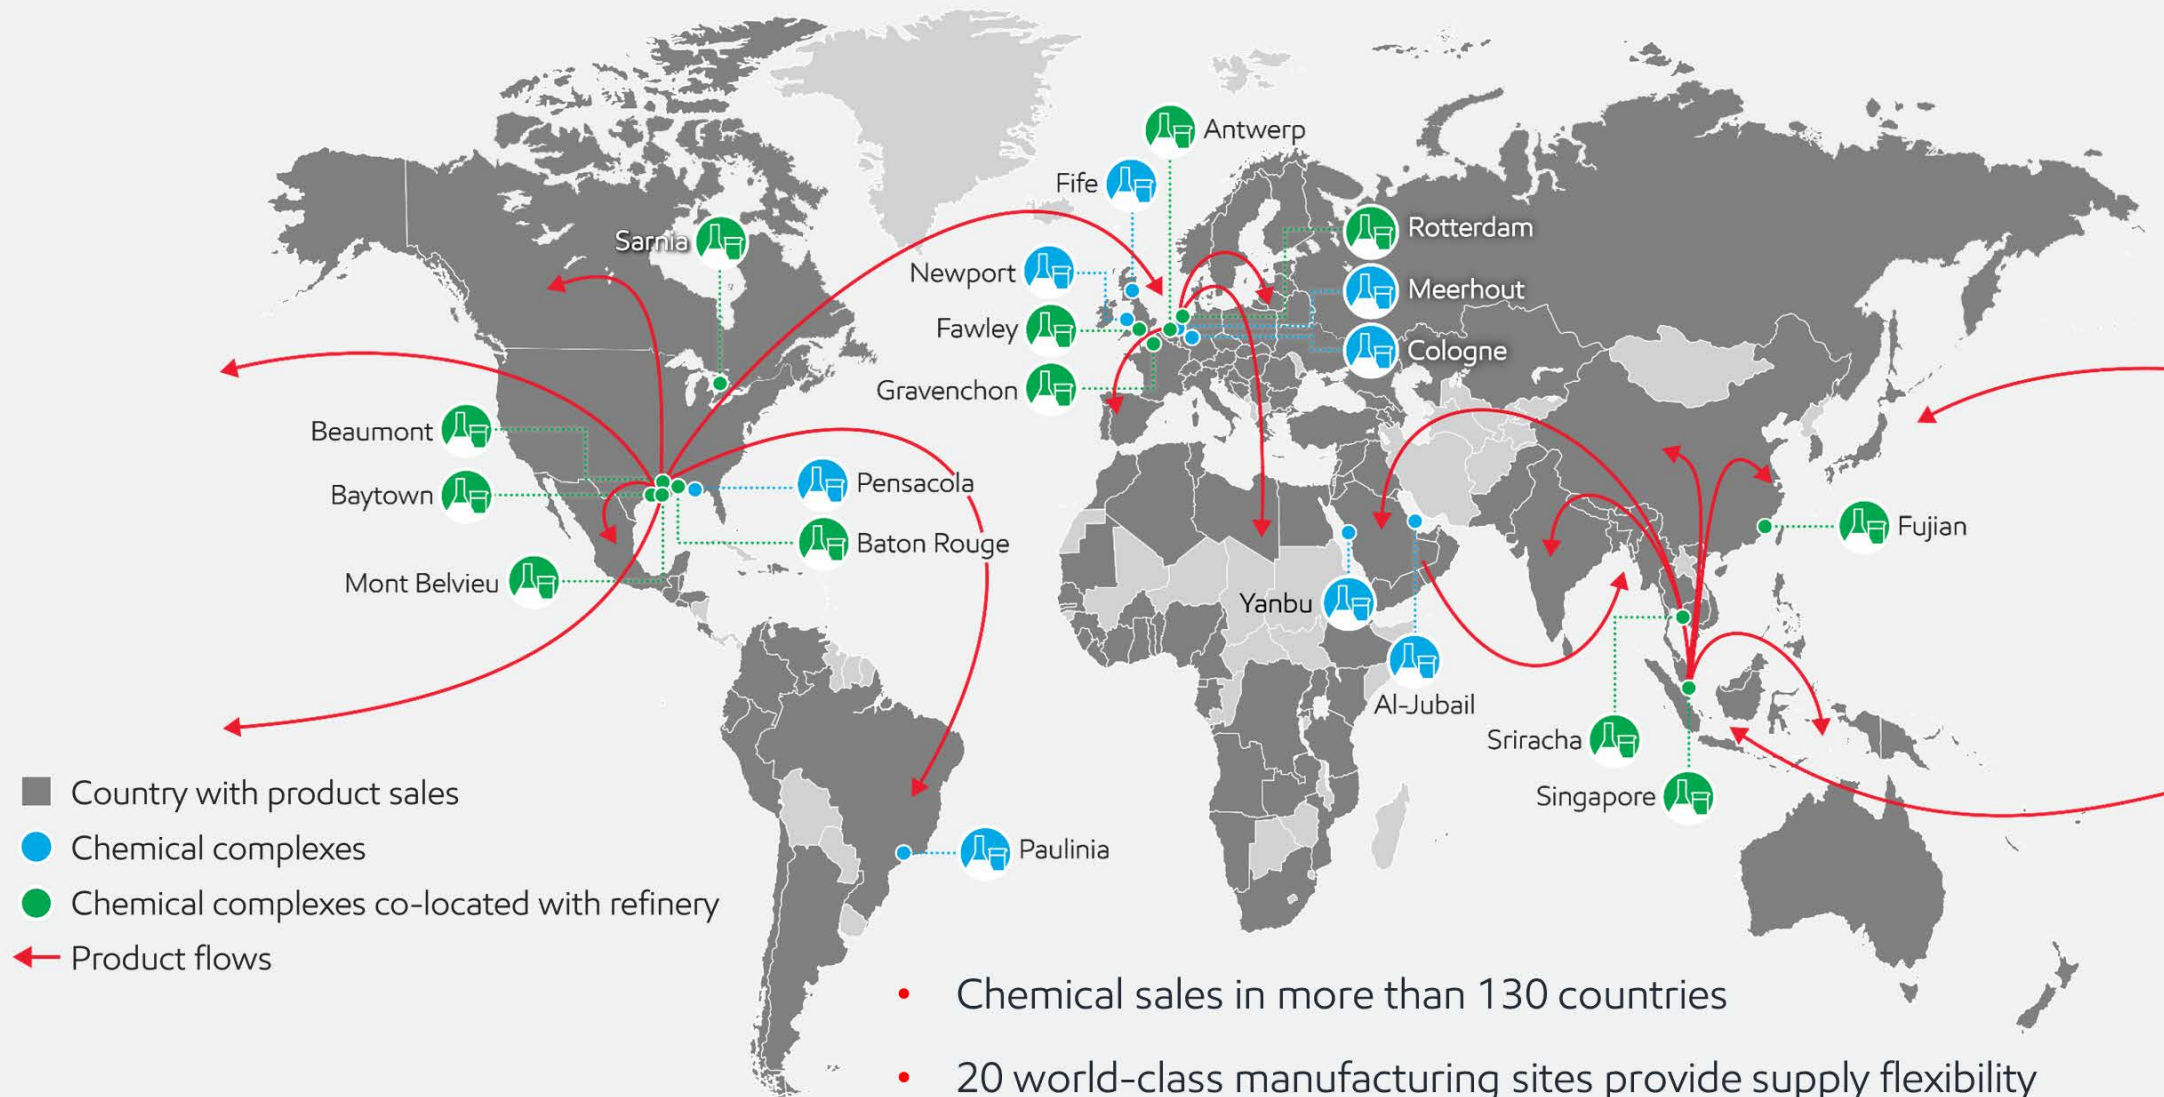 Antwerp
Fife
Rotterdam
Sarnia
Newport
Meerhout
Fawley
Cologne
Gravenchon
Beaumont
Pensacola
Baytown
Fujian
Baton Rouge
Mont Belvieu
Yanbu
Al-Jubail
Sriracha
Singapore
Paulinia
Country with product sales
Chemical complexes
Chemical complexes co-located with refinery
Product flows
• Chemical sales in more than 130 countries
• 20 world-class manufacturing sites provide supply flexibility